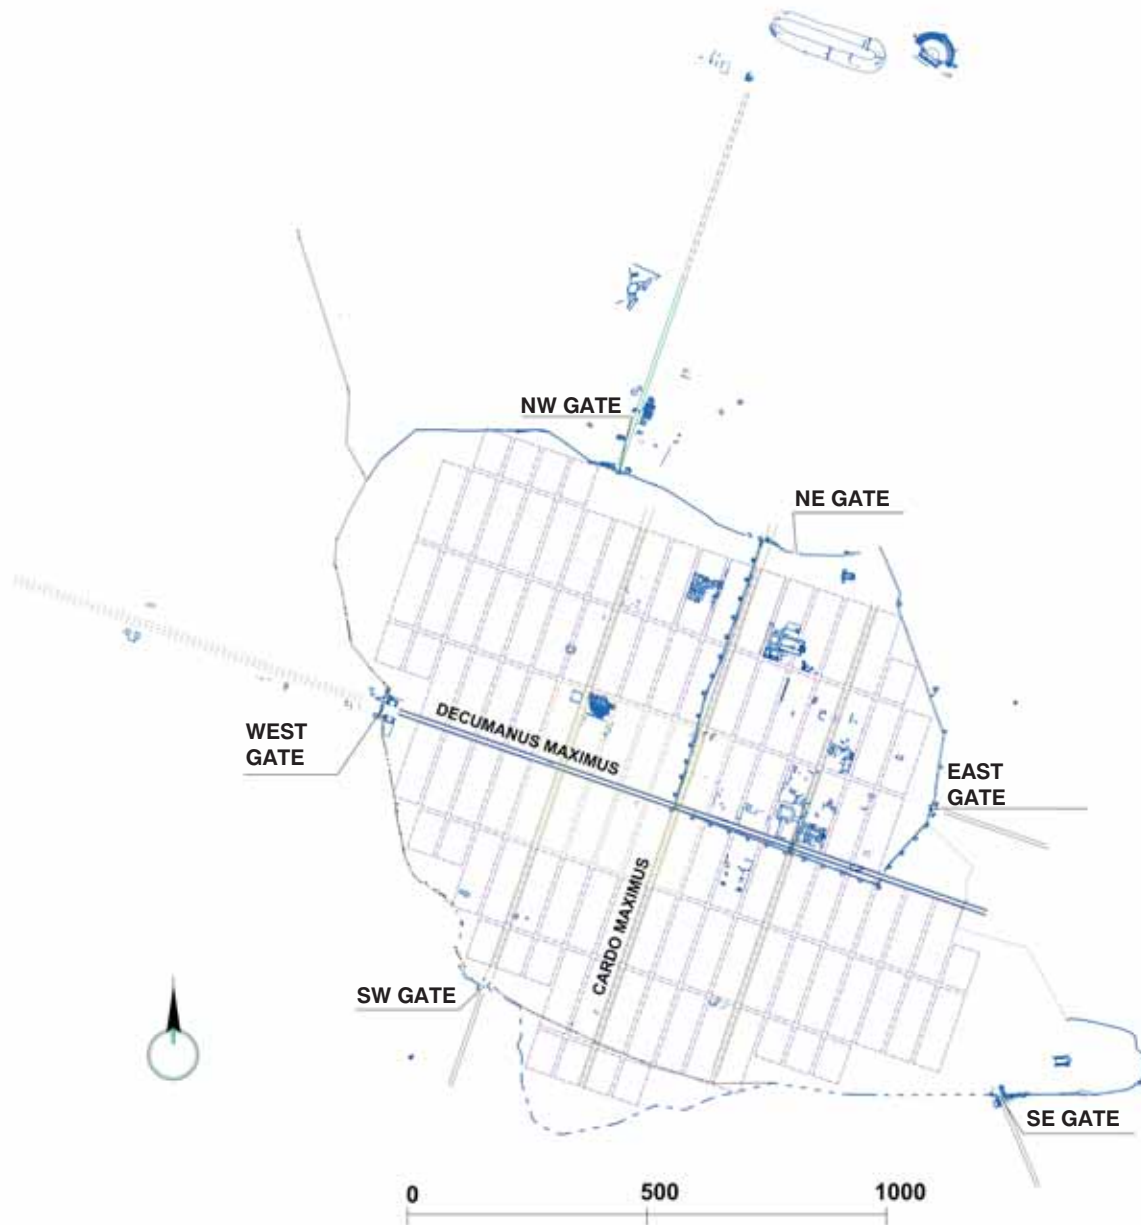 NW GATE
NE GATE
WEST
GATE
DECUMANUS MAXIMUS
EAST
GATE
CARDO MAXIMUS
SW GATE
SE GATE
0 500 1000